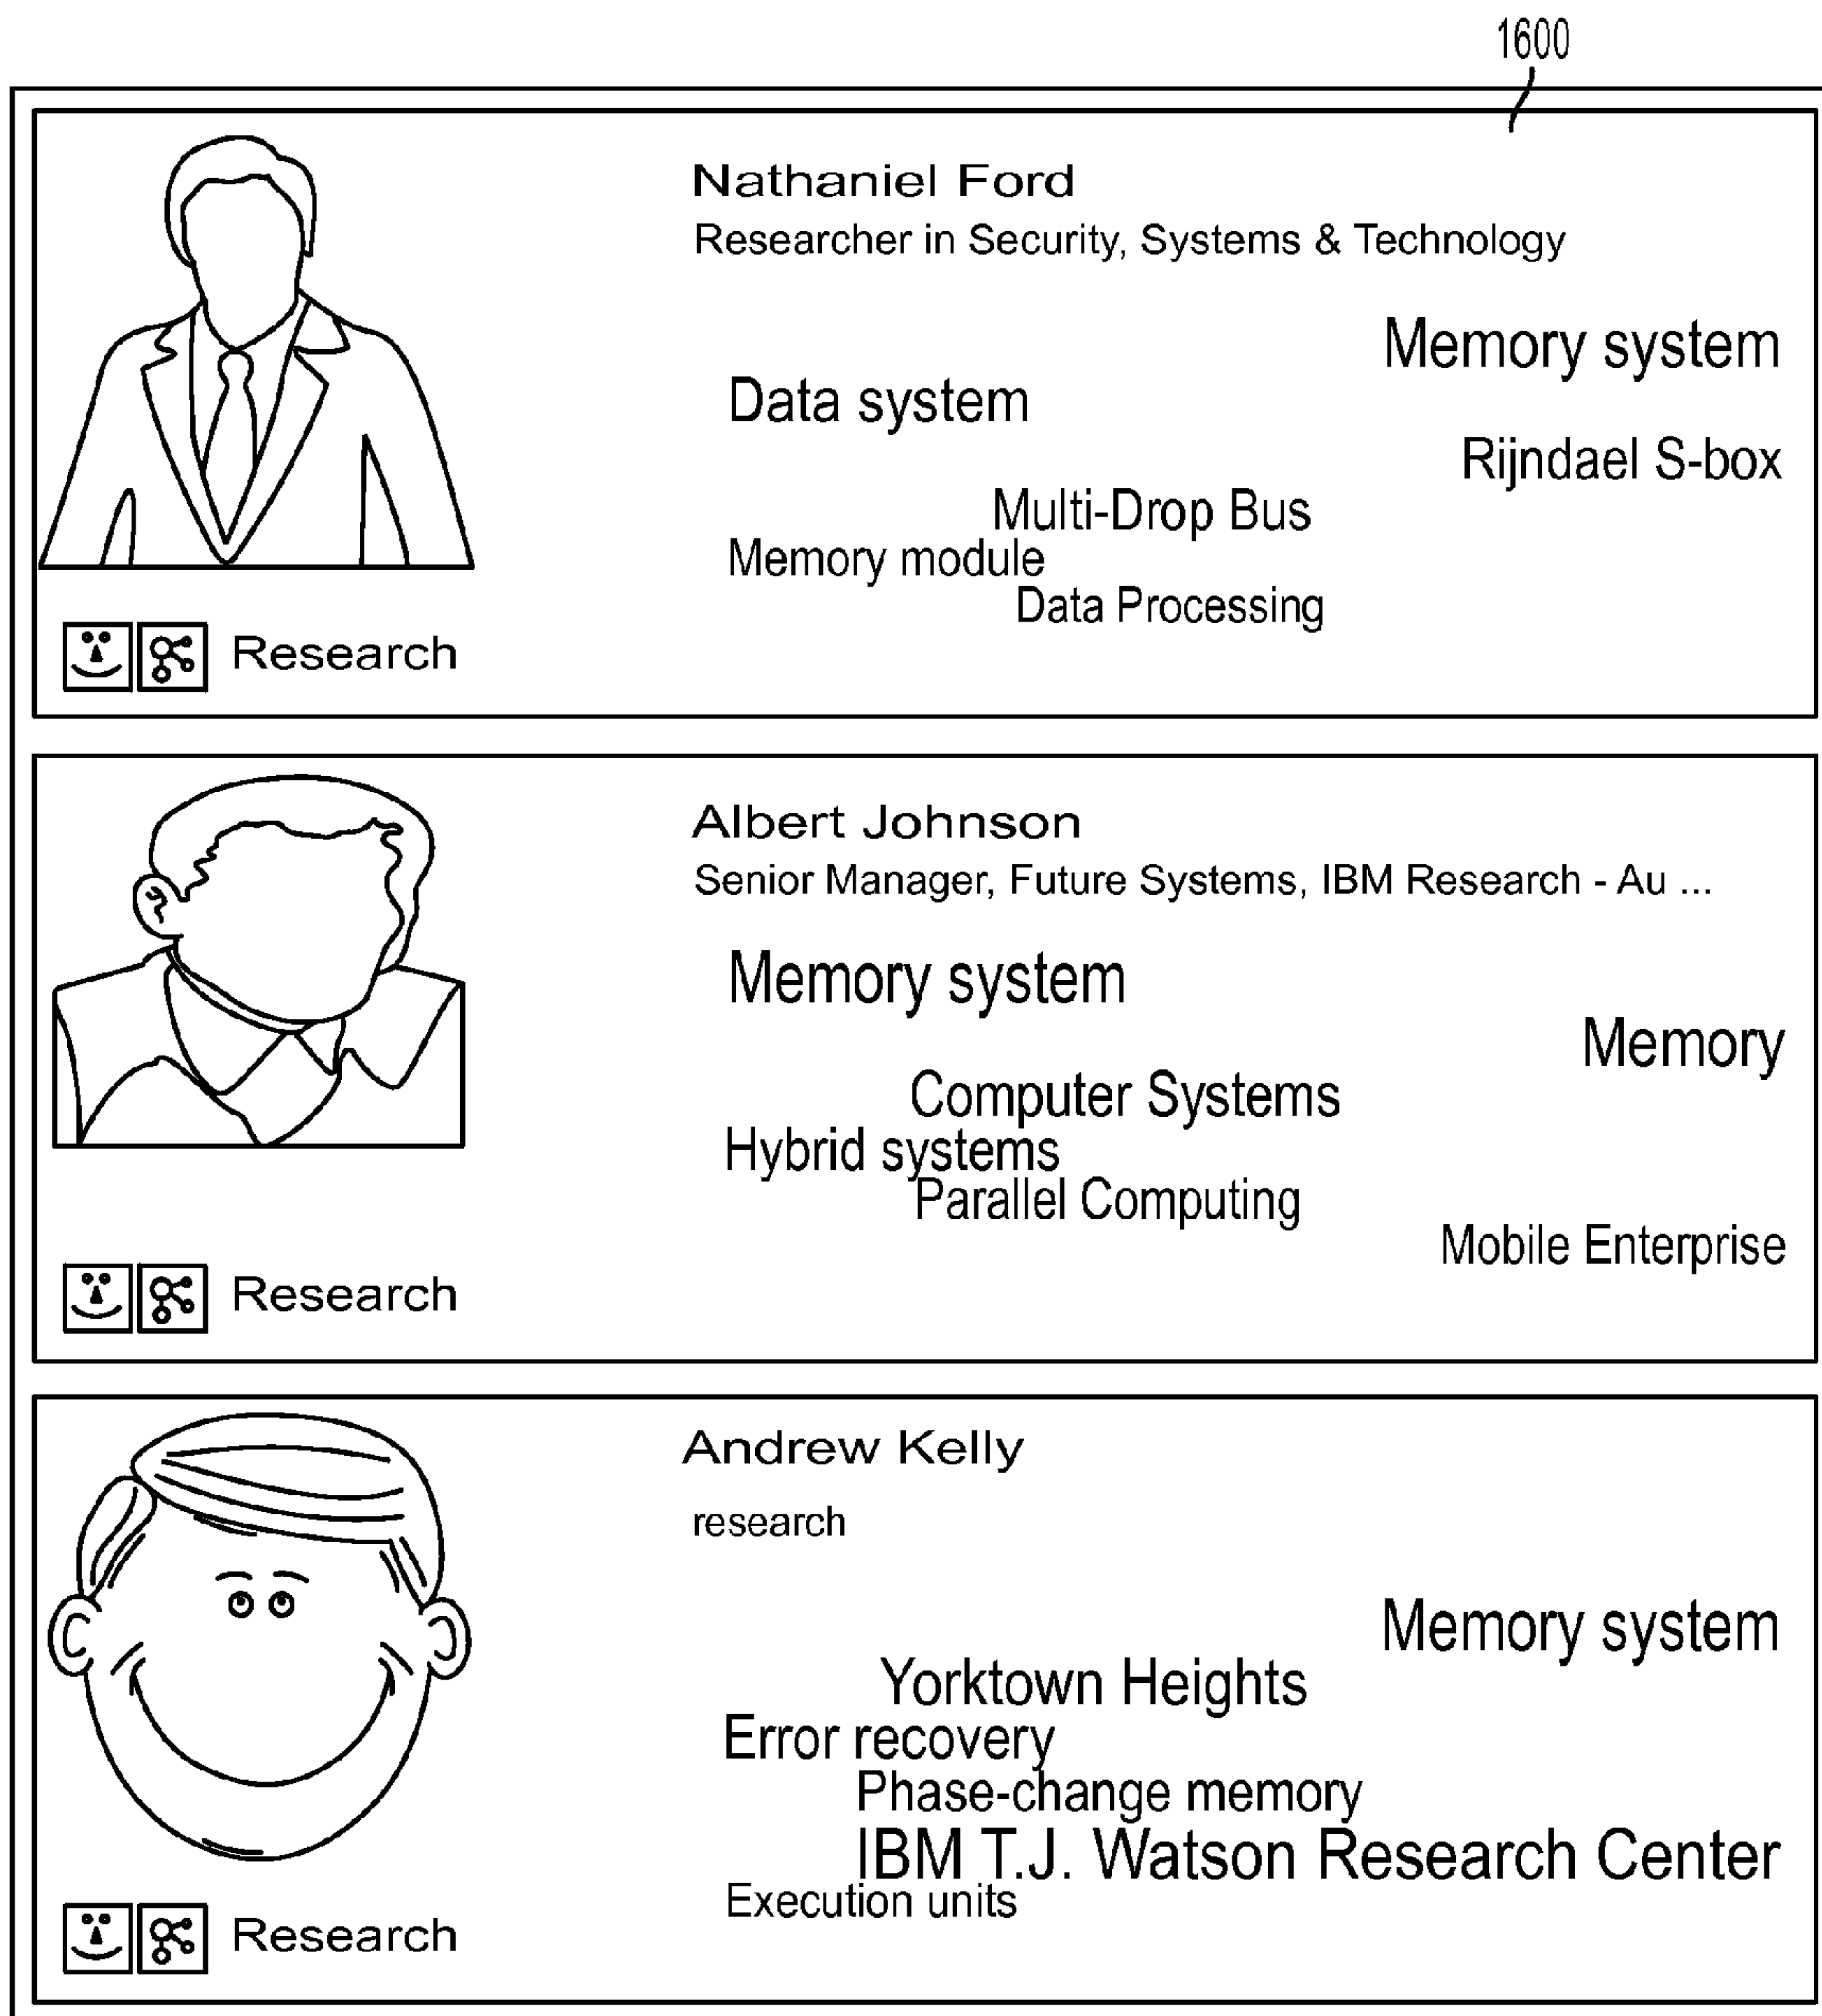 1600
Nathaniel Ford
Researcher in Security, Systems & Technology
Memory system
Data system
Rijndael S-box
Multi-Drop Bus
Memory module
Data Processing
Research
Albert Johnson
Senior Manager, Future Systems, IBM Research - Au ...
Memory system
Memory
Computer Systems
Hybrid systems
Parallel Computing
Mobile Enterprise
Research
Andrew Kelly
research
Memory system
Yorktown Heights
Error recovery
Phase-change memory
IBM T.J. Watson Research Center
Execution units
Research